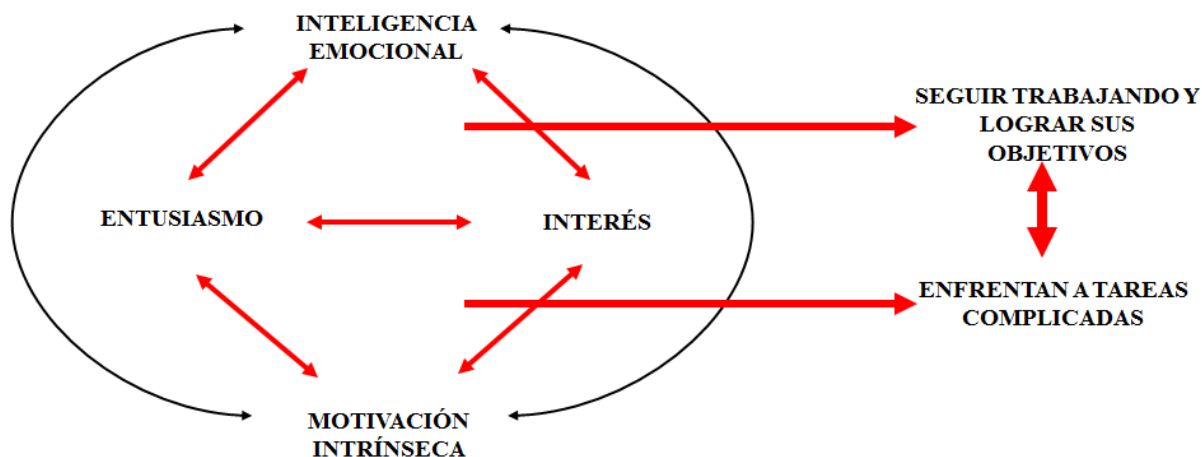 INTELIGENCIA
EMOCIONAL
SEGUIR TRABAJANDO Y
LOGRAR SUS
OBJETIVOS
ENTUSIASMO
INTERÉS
ENFRENTAN A TAREAS
COMPLICADAS
MOTIVACIÓN
INTRÍNSECA